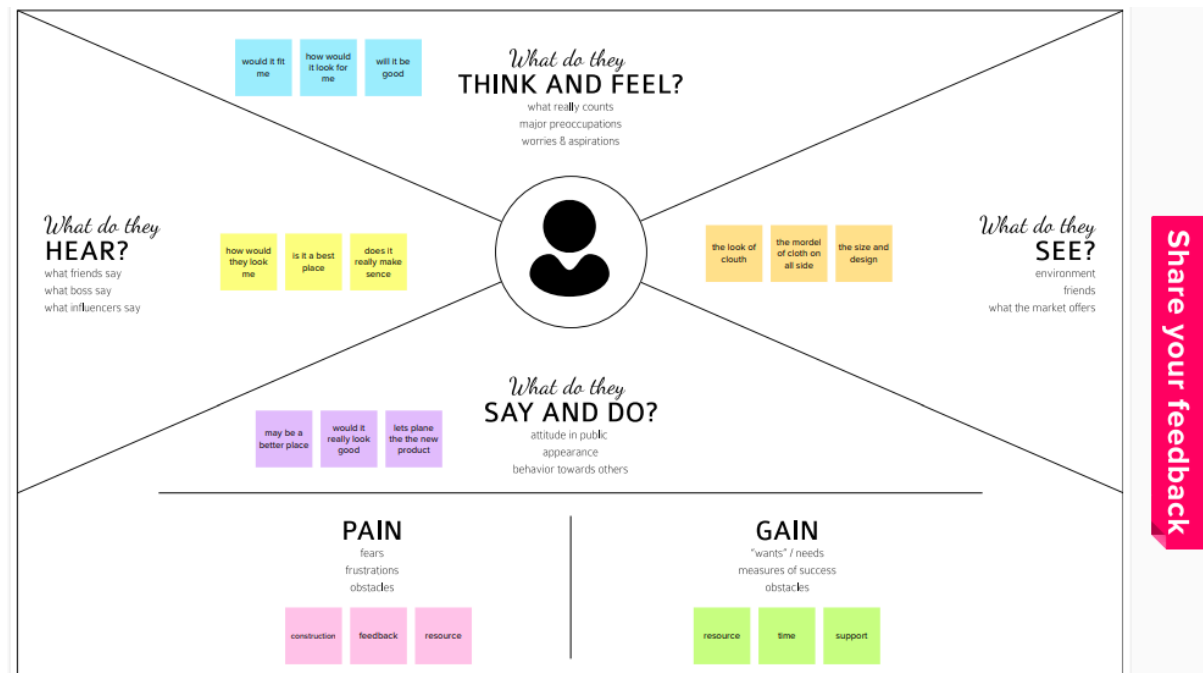 would it fit
me
how would
it look for
me
will it be
good
What do they
THINK AND FEEL?
what really counts
major preoccupations
worries & aspirations
What do they
HEAR?
what friends say
what boss say
what influencers say
how would
they look
me
is it a best
place
does it
really make
sence
the look of
clouth
the mordel
of cloth on
all side
the size and
design
What do they
SEE?
environment
friends
what the market offers
Share your feedback
What do they
SAY AND DO?
attitude in public
appearance
behavior towards others
may be a
better place
would it
really look
good
lets plane
the the new
product
PAIN
fears
frustrations
obstacles
construction
feedback
resource
GAIN
"wants" / needs
measures of success
obstacles
resource
time
support